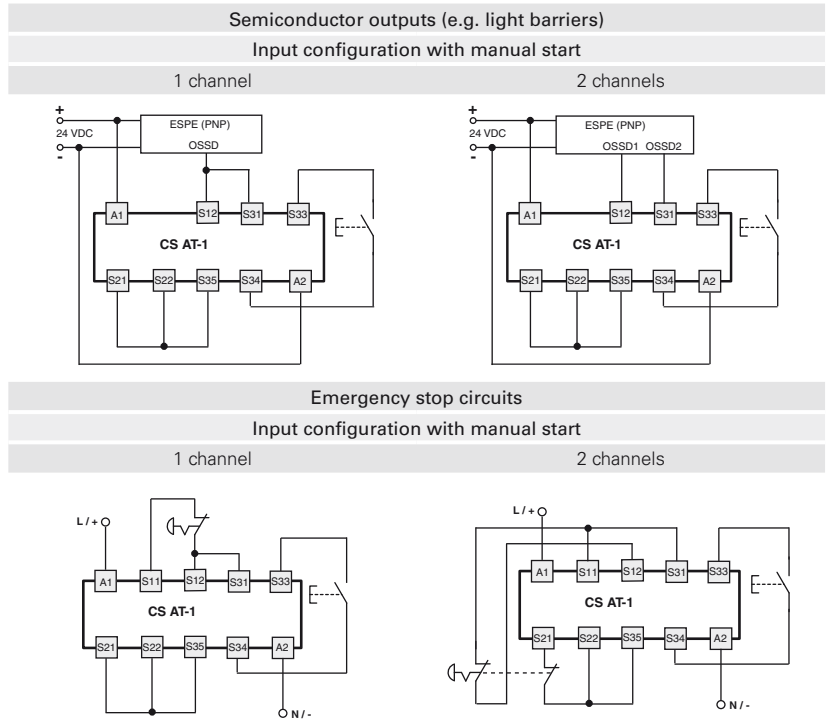 Semiconductor outputs (e.g. light barriers)
Input configuration with manual start
1 channel
2 channels
+
24 VDC
-
ESPE (PNP)
OSSD
A1
S12
S31
S33
CS AT-1
S21
S22
S35
S34
A2
+
24 VDC
-
ESPE (PNP)
OSSD1 OSSD2
A1
S12
S31
S33
CS AT-1
S21
S22
S35
S34
A2
Emergency stop circuits
Input configuration with manual start
1 channel
2 channels
L / +
A1
S11
S12
S31
S33
CS AT-1
S21
S22
S35
S34
A2
N / -
L / +
A1
S11
S12
S31
S33
CS AT-1
S21
S22
S35
S34
A2
N / -